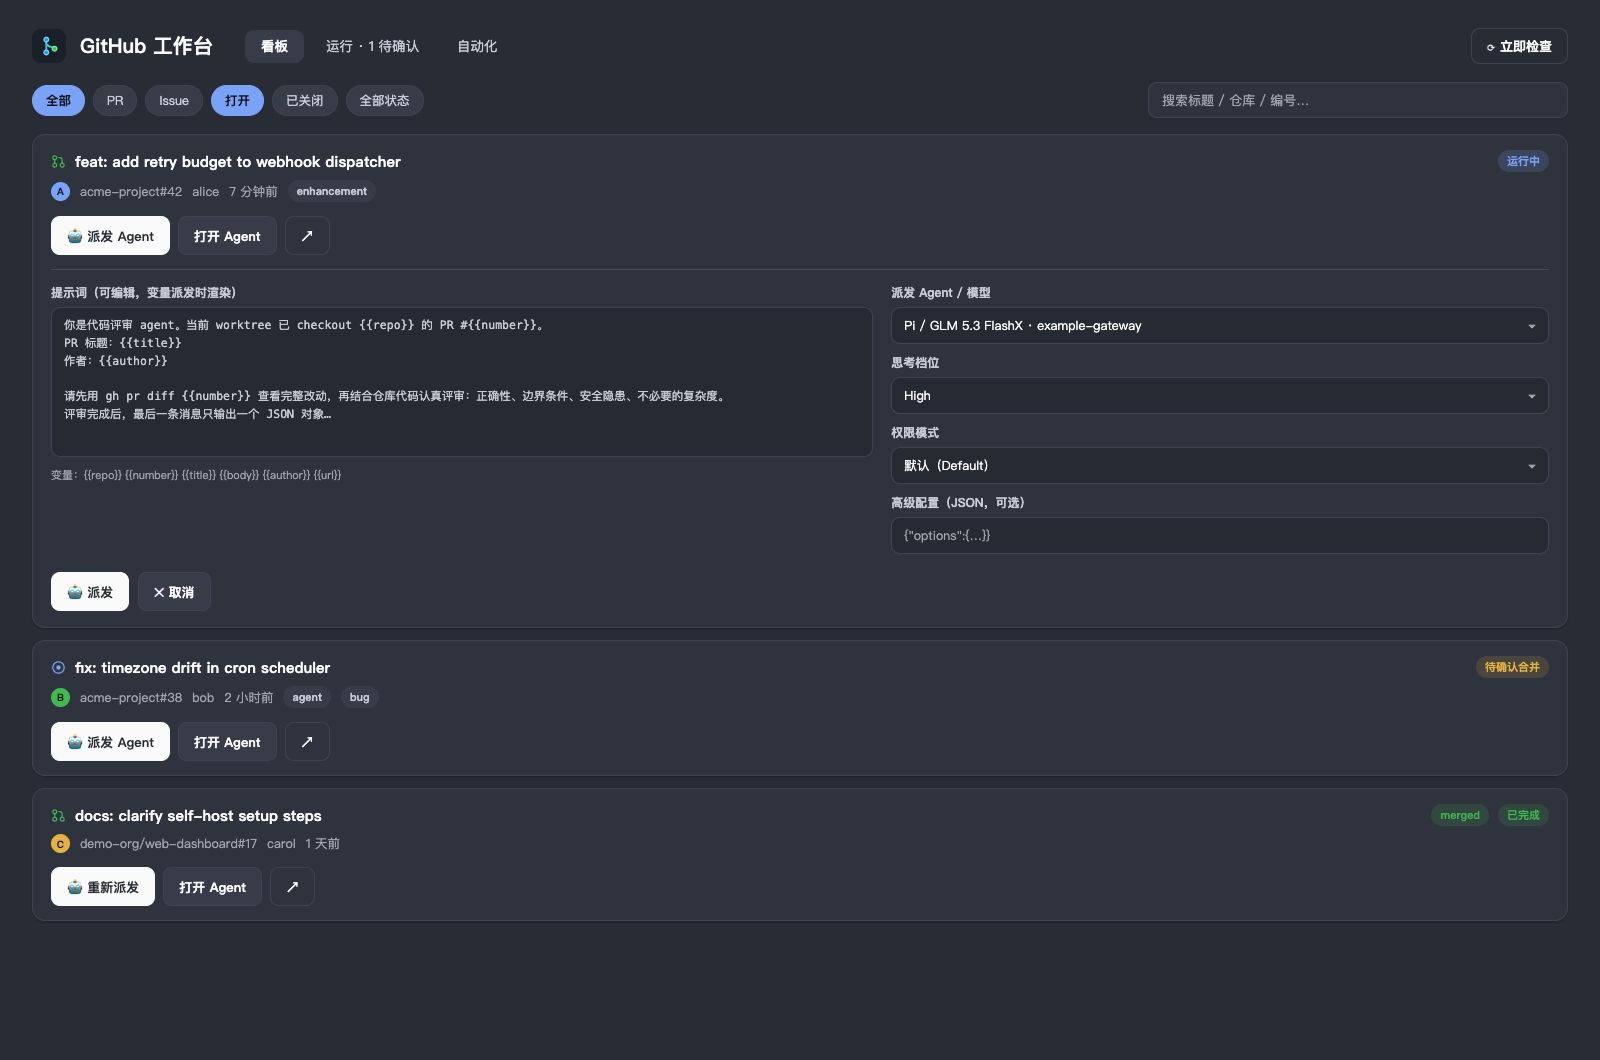 GitHub 工作台
看板
运行 · 1 待确认
自动化
⟳ 立即检查
全部
PR
Issue
打开
已关闭
全部状态
搜索标题 / 仓库 / 编号…
feat: add retry budget to webhook dispatcher
运行中
A acme-project#42 alice 7 分钟前 enhancement
派发 Agent
打开 Agent
↗
提示词（可编辑，变量派发时渲染）
你是代码评审 agent。当前 worktree 已 checkout {{repo}} 的 PR #{{number}}。
PR 标题：{{title}}
作者：{{author}}
请先用 gh pr diff {{number}} 查看完整改动，再结合仓库代码认真评审：正确性、边界条件、安全隐患、不必要的复杂度。
评审完成后，最后一条消息只输出一个 JSON 对象…
变量：{{repo}} {{number}} {{title}} {{body}} {{author}} {{url}}
派发 Agent / 模型
Pi / GLM 5.3 FlashX · example-gateway
思考档位
High
权限模式
默认（Default）
高级配置（JSON，可选）
{"options":{...}}
派发
✕ 取消
fix: timezone drift in cron scheduler
待确认合并
B acme-project#38 bob 2 小时前 agent bug
派发 Agent
打开 Agent
↗
docs: clarify self-host setup steps
merged
已完成
C demo-org/web-dashboard#17 carol 1 天前
重新派发
打开 Agent
↗